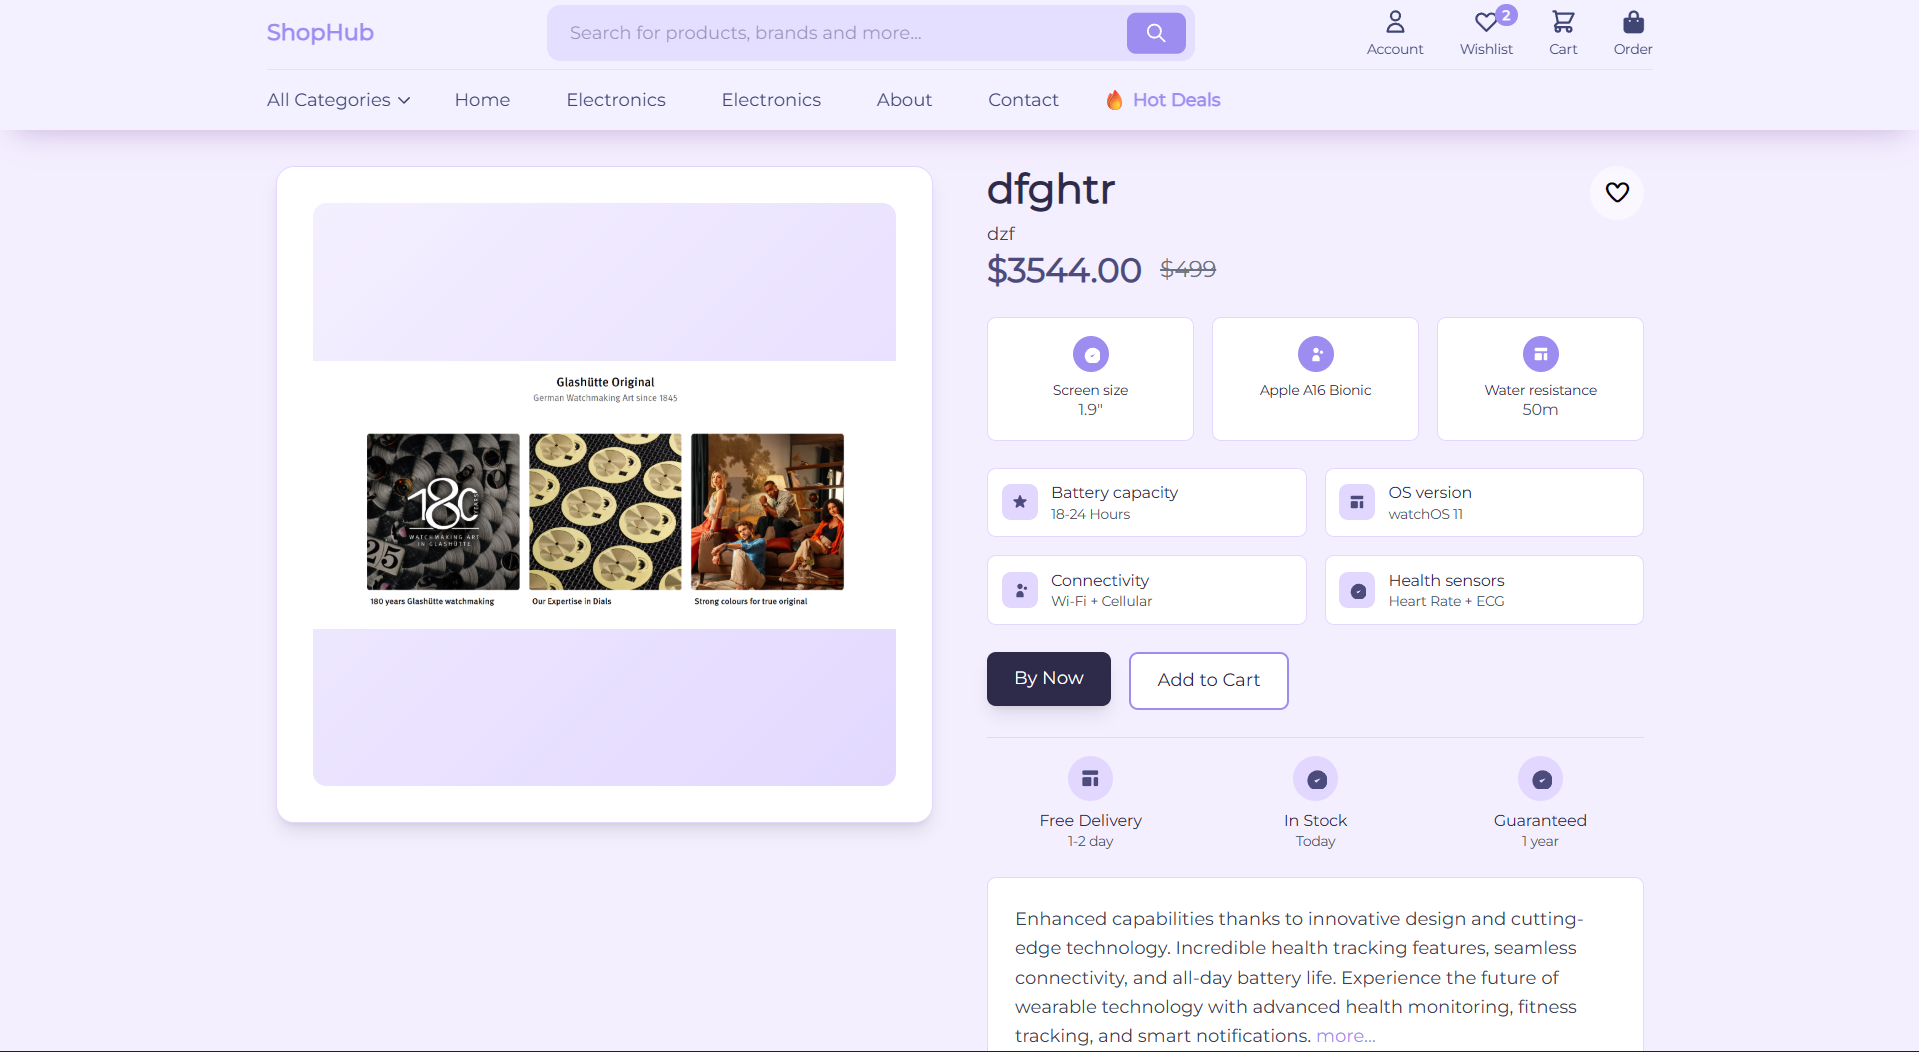 ShopHub
Search for products, brands and more...
2
Account
Wishlist
Cart
Order
All Categories
Home
Electronics
Electronics
About
Contact
Hot Deals
Glashütte Original
German Watchmaking Art since 1845
180
YEARS
WATCHMAKING ART
IN GLASHÜTTE
25
180 years Glashütte watchmaking
Our Expertise in Dials
Strong colours for true original
dfghtr
dzf
$3544.00 $499
Screen size
1.9"
Apple A16 Bionic
Water resistance
50m
Battery capacity
18-24 Hours
OS version
watchOS 11
Connectivity
Wi-Fi + Cellular
Health sensors
Heart Rate + ECG
By Now
Add to Cart
Free Delivery
1-2 day
In Stock
Today
Guaranteed
1 year
Enhanced capabilities thanks to innovative design and cutting-
edge technology. Incredible health tracking features, seamless
connectivity, and all-day battery life. Experience the future of
wearable technology with advanced health monitoring, fitness
tracking, and smart notifications. more...